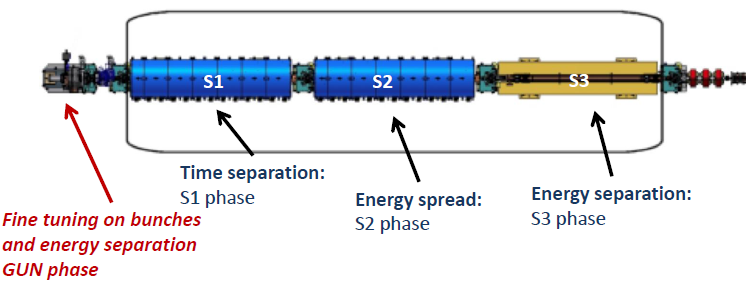 S1
S2
S3
Time separation:
S1 phase
Energy spread:
S2 phase
Energy separation:
S3 phase
Fine tuning on bunches
and energy separation
GUN phase